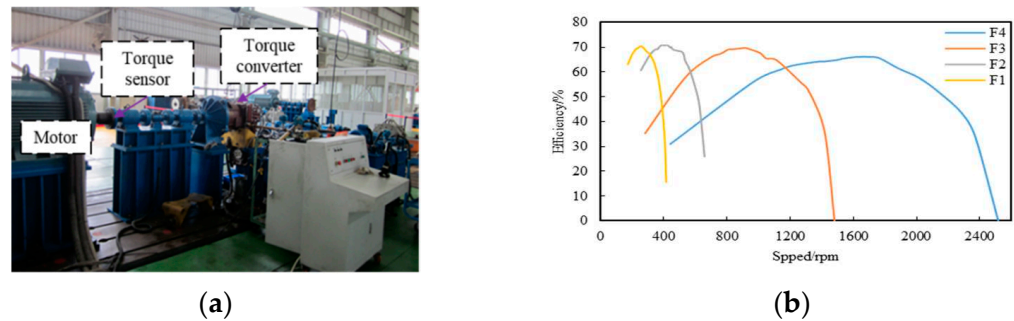 Torque
sensor
Torque
converter
Motor
(a)
80
70
60
50
40
30
20
10
0
Efficiency/%
0 400 800 1200 1600 2000 2400
Spped/rpm
F4
F3
F2
F1
(b)